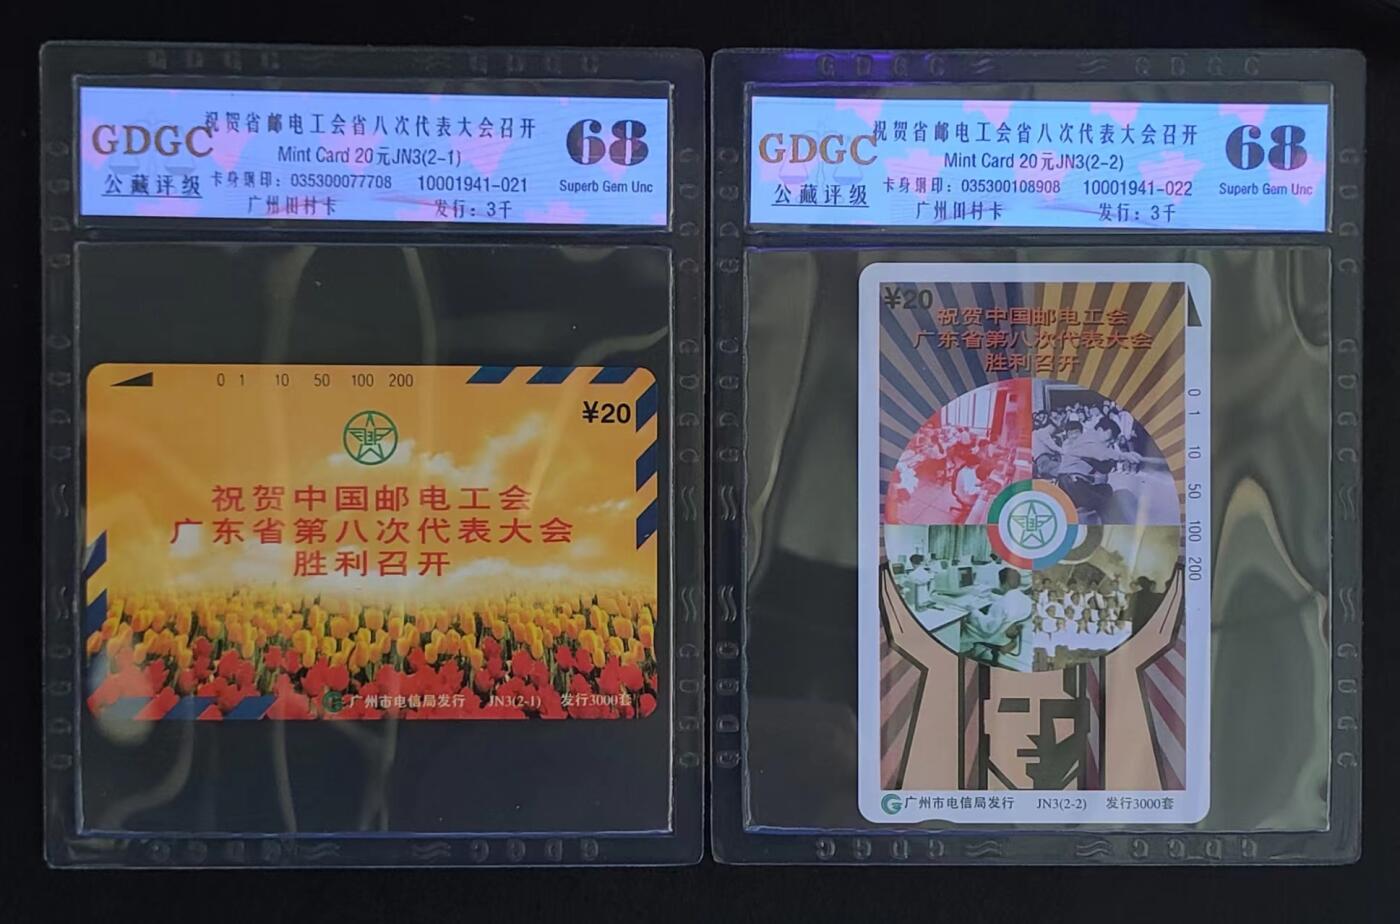 GDGC
公藏评级
祝贺省邮电工会省八次代表大会召开
Mint Card 20元JN3(2-1)
卡身钢印：035300077708 10001941-021
广州田村卡 发行：3千
68
Superb Gem Unc
0 1 10 50 100 200
¥20
祝贺中国邮电工会
广东省第八次代表大会
胜利召开
广州市电信局发行 JN3(2-1) 发行3000套
GDGC
公藏评级
祝贺省邮电工会省八次代表大会召开
Mint Card 20元JN3(2-2)
卡身钢印：035300108908 10001941-022
广州田村卡 发行：3千
68
Superb Gem Unc
¥20
祝贺中国邮电工会
广东省第八次代表大会
胜利召开
0 1 10 50 100 200
广州市电信局发行 JN3(2-2) 发行3000套